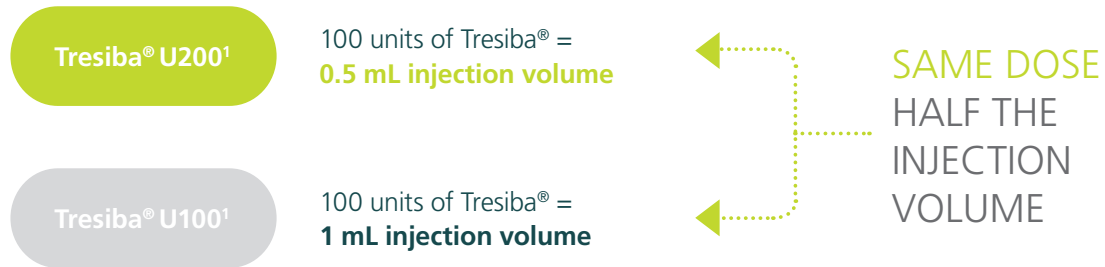 Tresiba® U200¹
100 units of Tresiba® =
0.5 mL injection volume
Tresiba® U100¹
100 units of Tresiba® =
1 mL injection volume
SAME DOSE
HALF THE
INJECTION
VOLUME